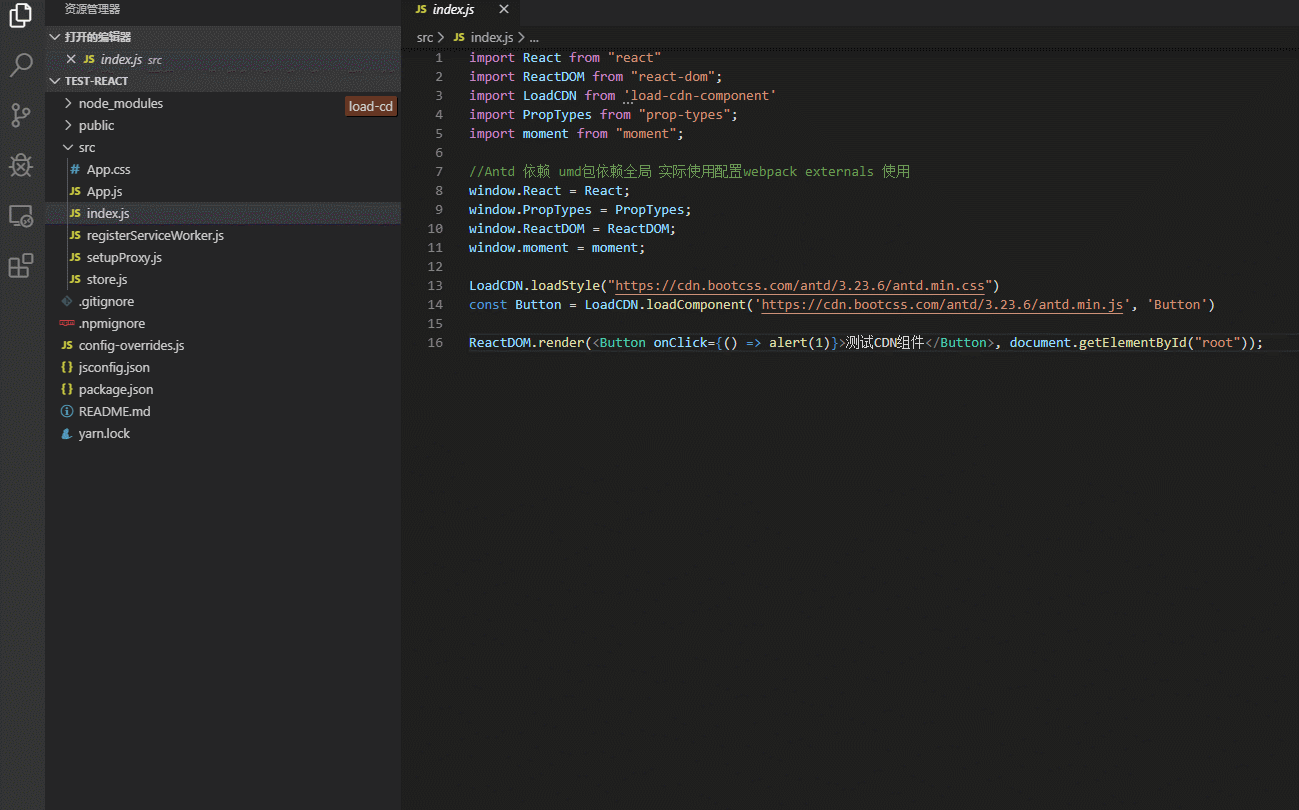 资源管理器
打开的编辑器
JS index.js src
TEST-REACT
node_modules
load-cd
public
src
# App.css
JS App.js
JS index.js
JS registerServiceWorker.js
JS setupProxy.js
JS store.js
.gitignore
.npmignore
JS config-overrides.js
{} jsconfig.json
{} package.json
README.md
yarn.lock
JS index.js
src > JS index.js > ...
1 import React from "react"
2 import ReactDOM from "react-dom";
3 import LoadCDN from 'load-cdn-component'
4 import PropTypes from "prop-types";
5 import moment from "moment";
6
7 //Antd 依赖 umd包依赖全局 实际使用配置webpack externals 使用
8 window.React = React;
9 window.PropTypes = PropTypes;
10 window.ReactDOM = ReactDOM;
11 window.moment = moment;
12
13 LoadCDN.loadStyle("https://cdn.bootcss.com/antd/3.23.6/antd.min.css")
14 const Button = LoadCDN.loadComponent('https://cdn.bootcss.com/antd/3.23.6/antd.min.js', 'Button')
15
16 ReactDOM.render(<Button onClick={() => alert(1)}>测试CDN组件</Button>, document.getElementById("root"));